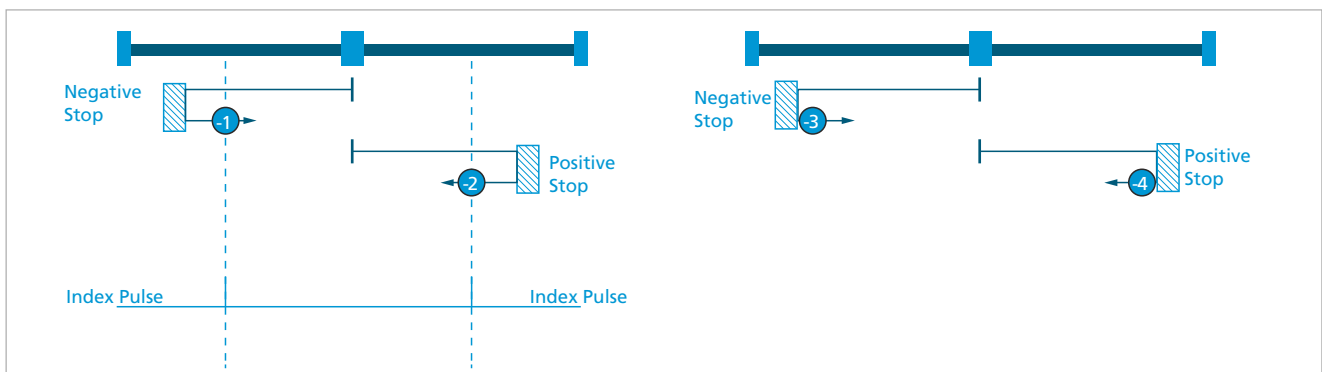 Negative
Stop
-1
-2
Positive
Stop
Index Pulse
Index Pulse
Negative
Stop
-3
-4
Positive
Stop